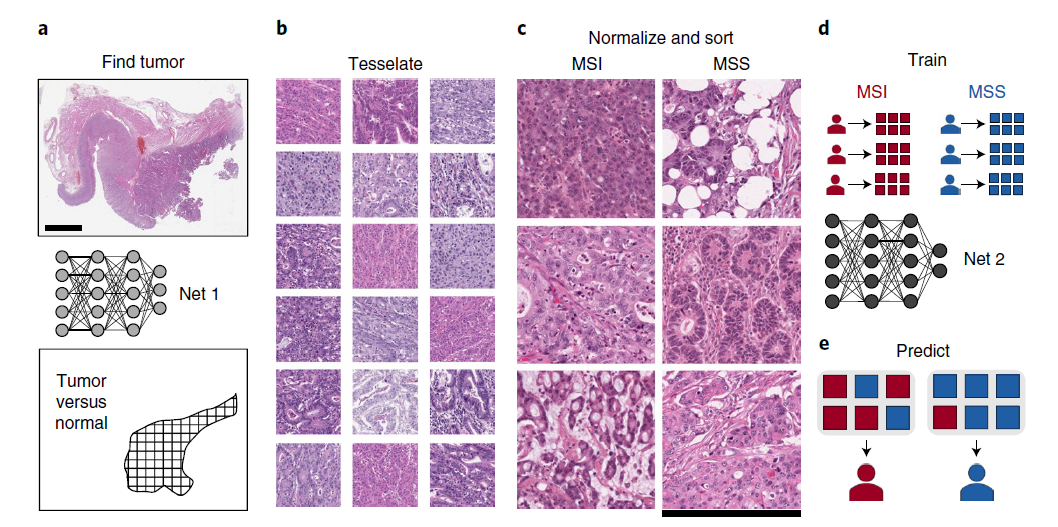 a
Find tumor
Net 1
Tumor
versus
normal
b
Tesselate
c
Normalize and sort
MSI
MSS
d
Train
MSI
MSS
Net 2
e
Predict